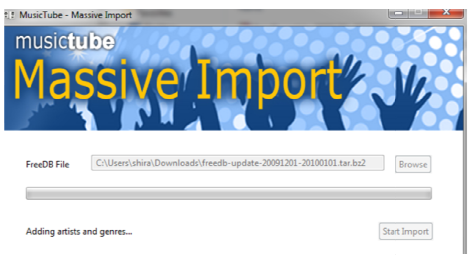 MusicTube - Massive Import
musictube
Massive Import
FreeDB File
C:\Users\shira\Downloads\freedb-update-20091201-20100101.tar.bz2
Browse
Adding artists and genres...
Start Import